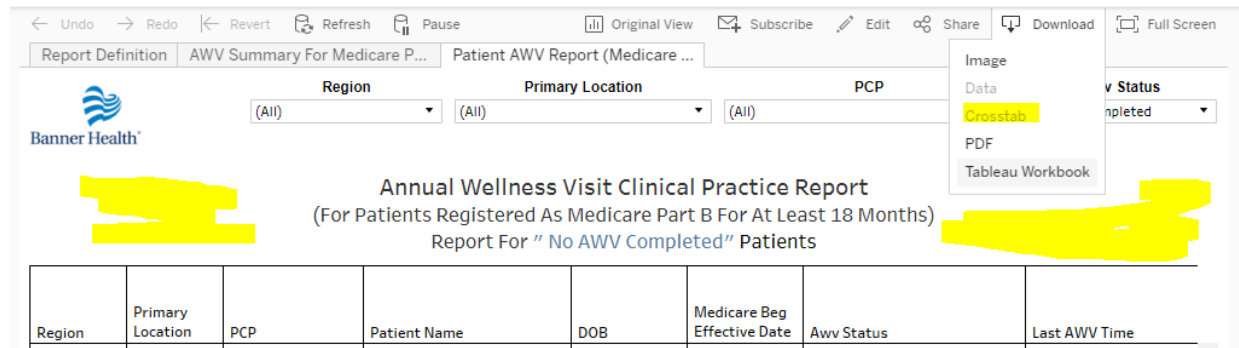 Undo Redo Revert Refresh Pause Original View Subscribe Edit Share Download Full Screen
Report Definition AWV Summary For Medicare P... Patient AWV Report (Medicare ...
Image
Data
Crosstab
PDF
Tableau Workbook
Region Primary Location PCP v Status
(All) (All) (All) mpleted
Banner Health
Annual Wellness Visit Clinical Practice Report
(For Patients Registered As Medicare Part B For At Least 18 Months)
Report For " No AWV Completed" Patients
Region Primary Location PCP Patient Name DOB Medicare Beg Effective Date Awv Status Last AWV Time